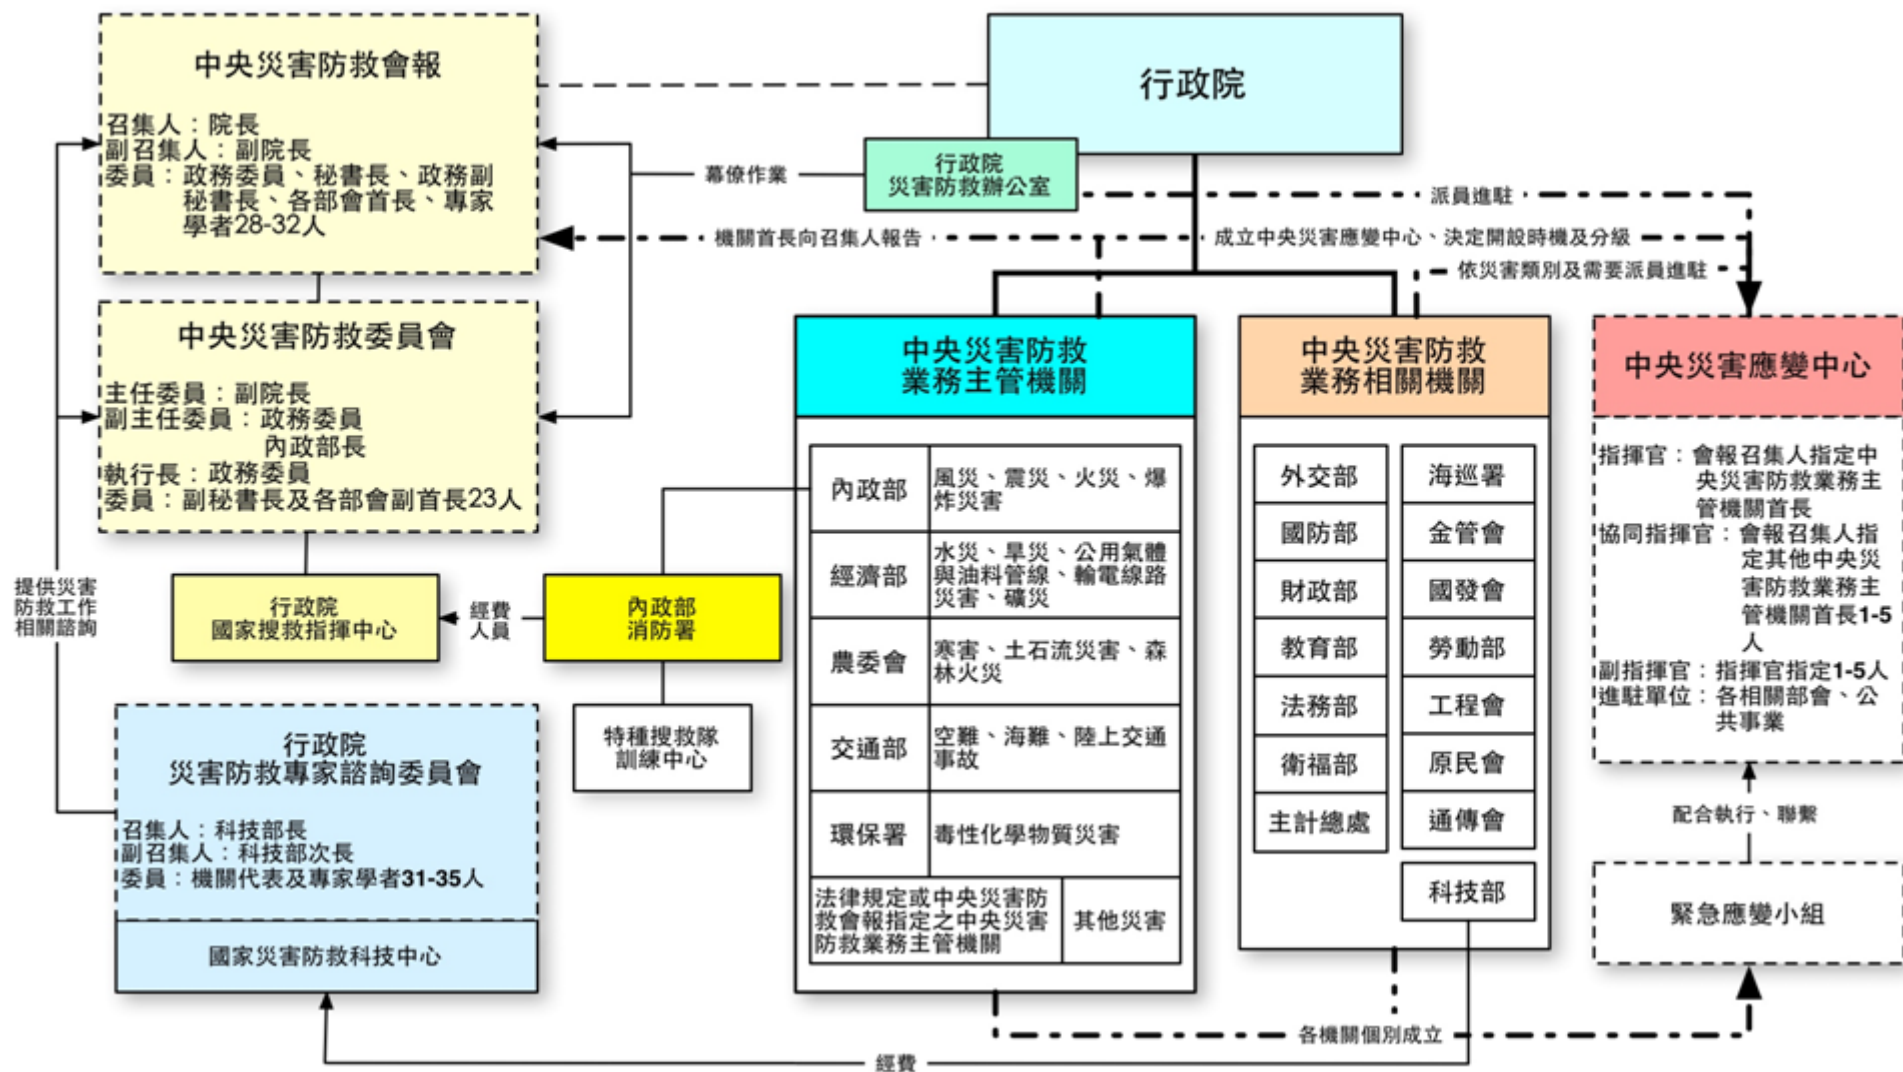 中央災害防救會報
召集人：院長
副召集人：副院長
委員：政務委員、秘書長、政務副
秘書長、各部會首長、專家
學者28-32人
行政院
行政院
災害防救辦公室
幕僚作業
派員進駐
機關首長向召集人報告
成立中央災害應變中心、決定開設時機及分級
依災害類別及需要派員進駐
中央災害防救委員會
主任委員：副院長
副主任委員：政務委員
內政部長
執行長：政務委員
委員：副秘書長及各部會副首長23人
提供災害
防救工作
相關諮詢
行政院
國家搜救指揮中心
經費
人員
內政部
消防署
特種搜救隊
訓練中心
行政院
災害防救專家諮詢委員會
召集人：科技部長
副召集人：科技部次長
委員：機關代表及專家學者31-35人
國家災害防救科技中心
中央災害防救
業務主管機關
內政部
風災、震災、火災、爆
炸災害
經濟部
水災、旱災、公用氣體
與油料管線、輸電線路
災害、礦災
農委會
寒害、土石流災害、森
林火災
交通部
空難、海難、陸上交通
事故
環保署
毒性化學物質災害
法律規定或中央災害防
救會報指定之中央災害
防救業務主管機關
其他災害
中央災害防救
業務相關機關
外交部
海巡署
國防部
金管會
財政部
國發會
教育部
勞動部
法務部
工程會
衛福部
原民會
主計總處
通傳會
科技部
中央災害應變中心
指揮官：會報召集人指定中
央災害防救業務主
管機關首長
協同指揮官：會報召集人指
定其他中央災
害防救業務主
管機關首長1-5
人
副指揮官：指揮官指定1-5人
進駐單位：各相關部會、公
共事業
配合執行、聯繫
緊急應變小組
各機關個別成立
經費